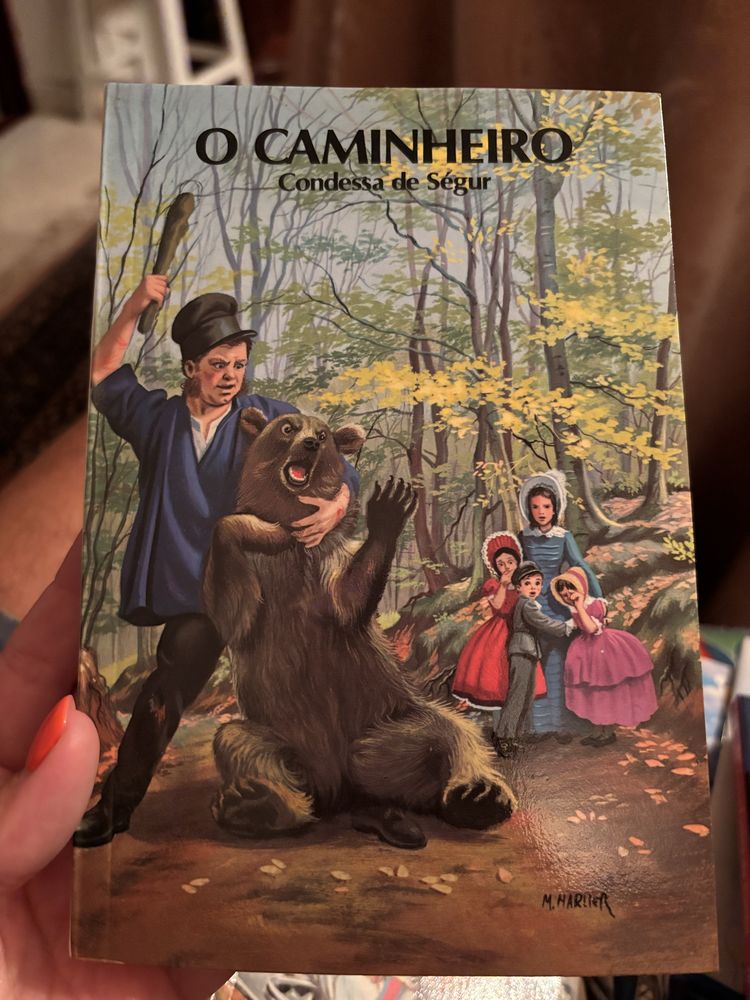 O CAMINHEIRO
Condessa de Ségur
M. HARLIER